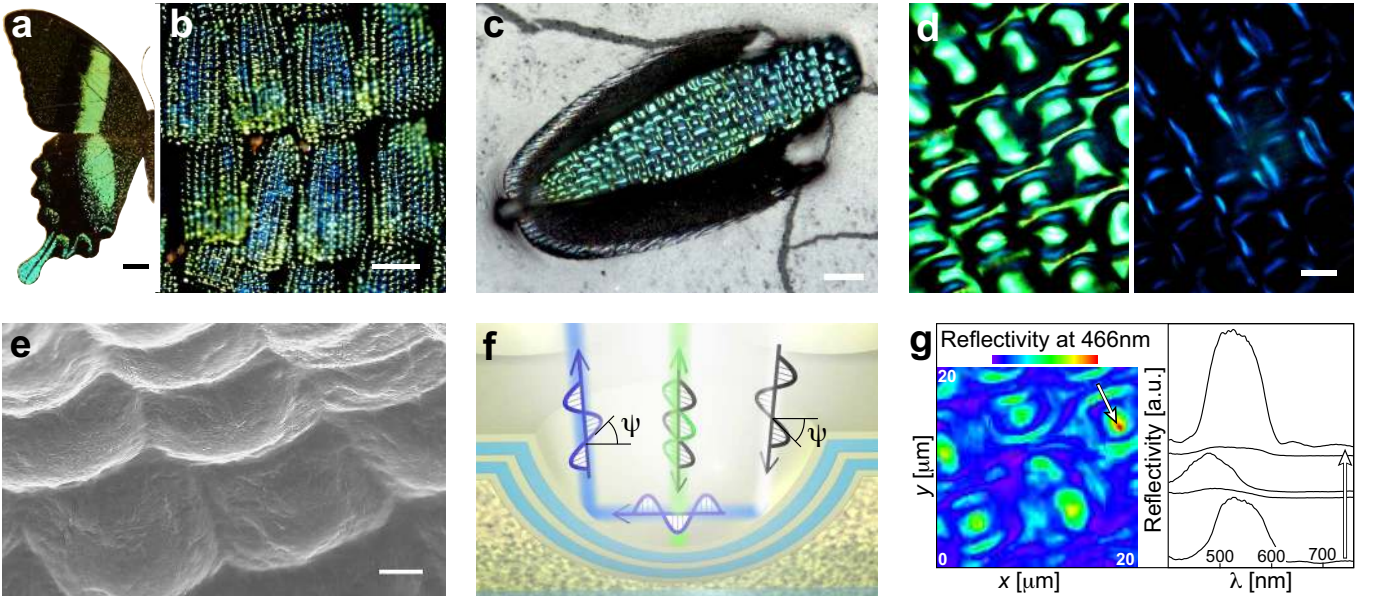 a
b
c
d
e
f
ψ
ψ
g
Reflectivity at 466nm
20
y [μm]
0
20
x [μm]
Reflectivity [a.u.]
500
600
700
λ [nm]